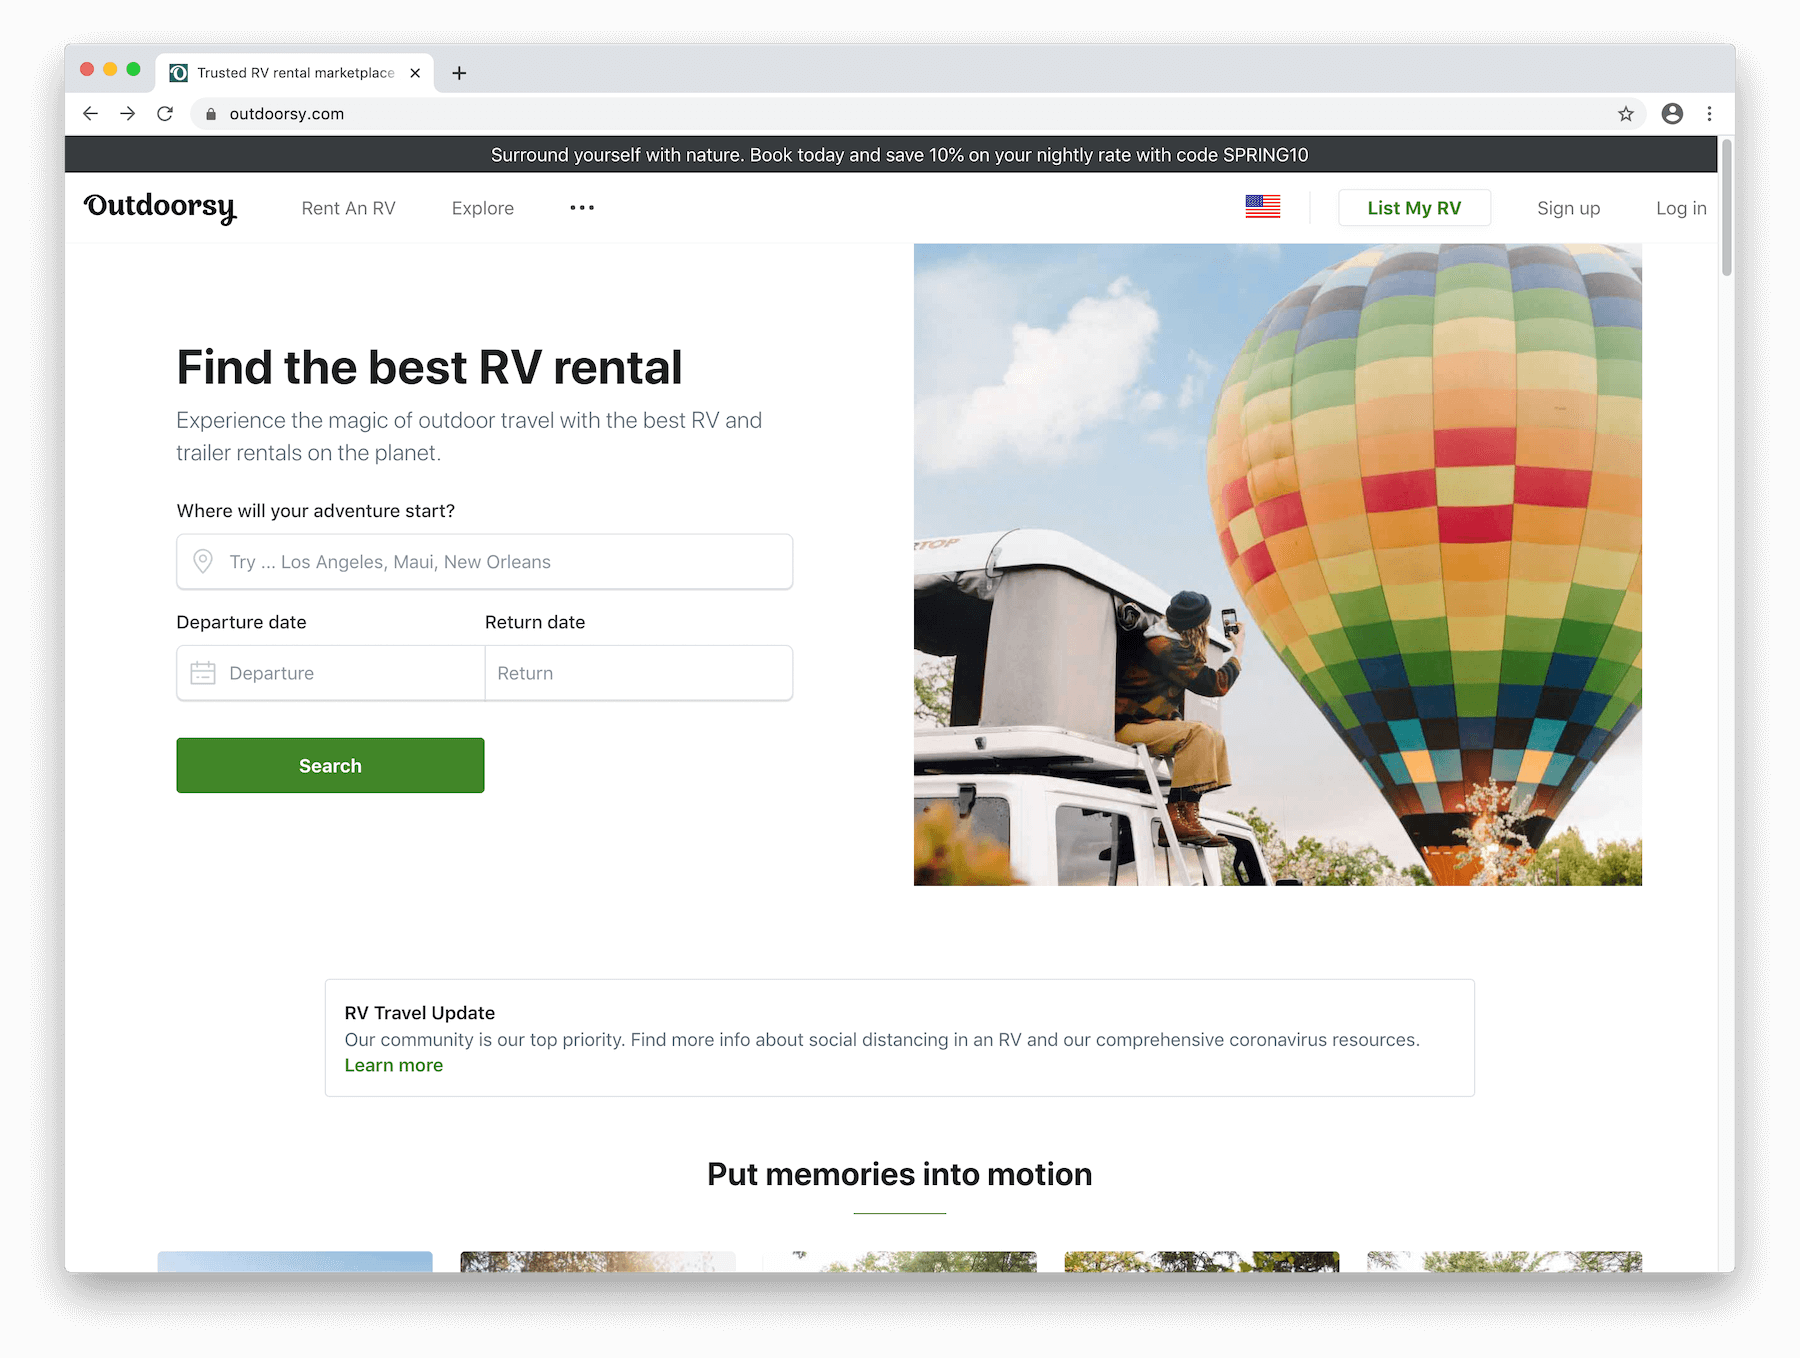 Trusted RV rental marketplace
outdoorsy.com
Surround yourself with nature. Book today and save 10% on your nightly rate with code SPRING10
Outdoorsy
Rent An RV
Explore
List My RV
Sign up
Log in
Find the best RV rental
Experience the magic of outdoor travel with the best RV and
trailer rentals on the planet.
Where will your adventure start?
Try ... Los Angeles, Maui, New Orleans
Departure date
Return date
Departure
Return
Search
RV Travel Update
Our community is our top priority. Find more info about social distancing in an RV and our comprehensive coronavirus resources.
Learn more
Put memories into motion